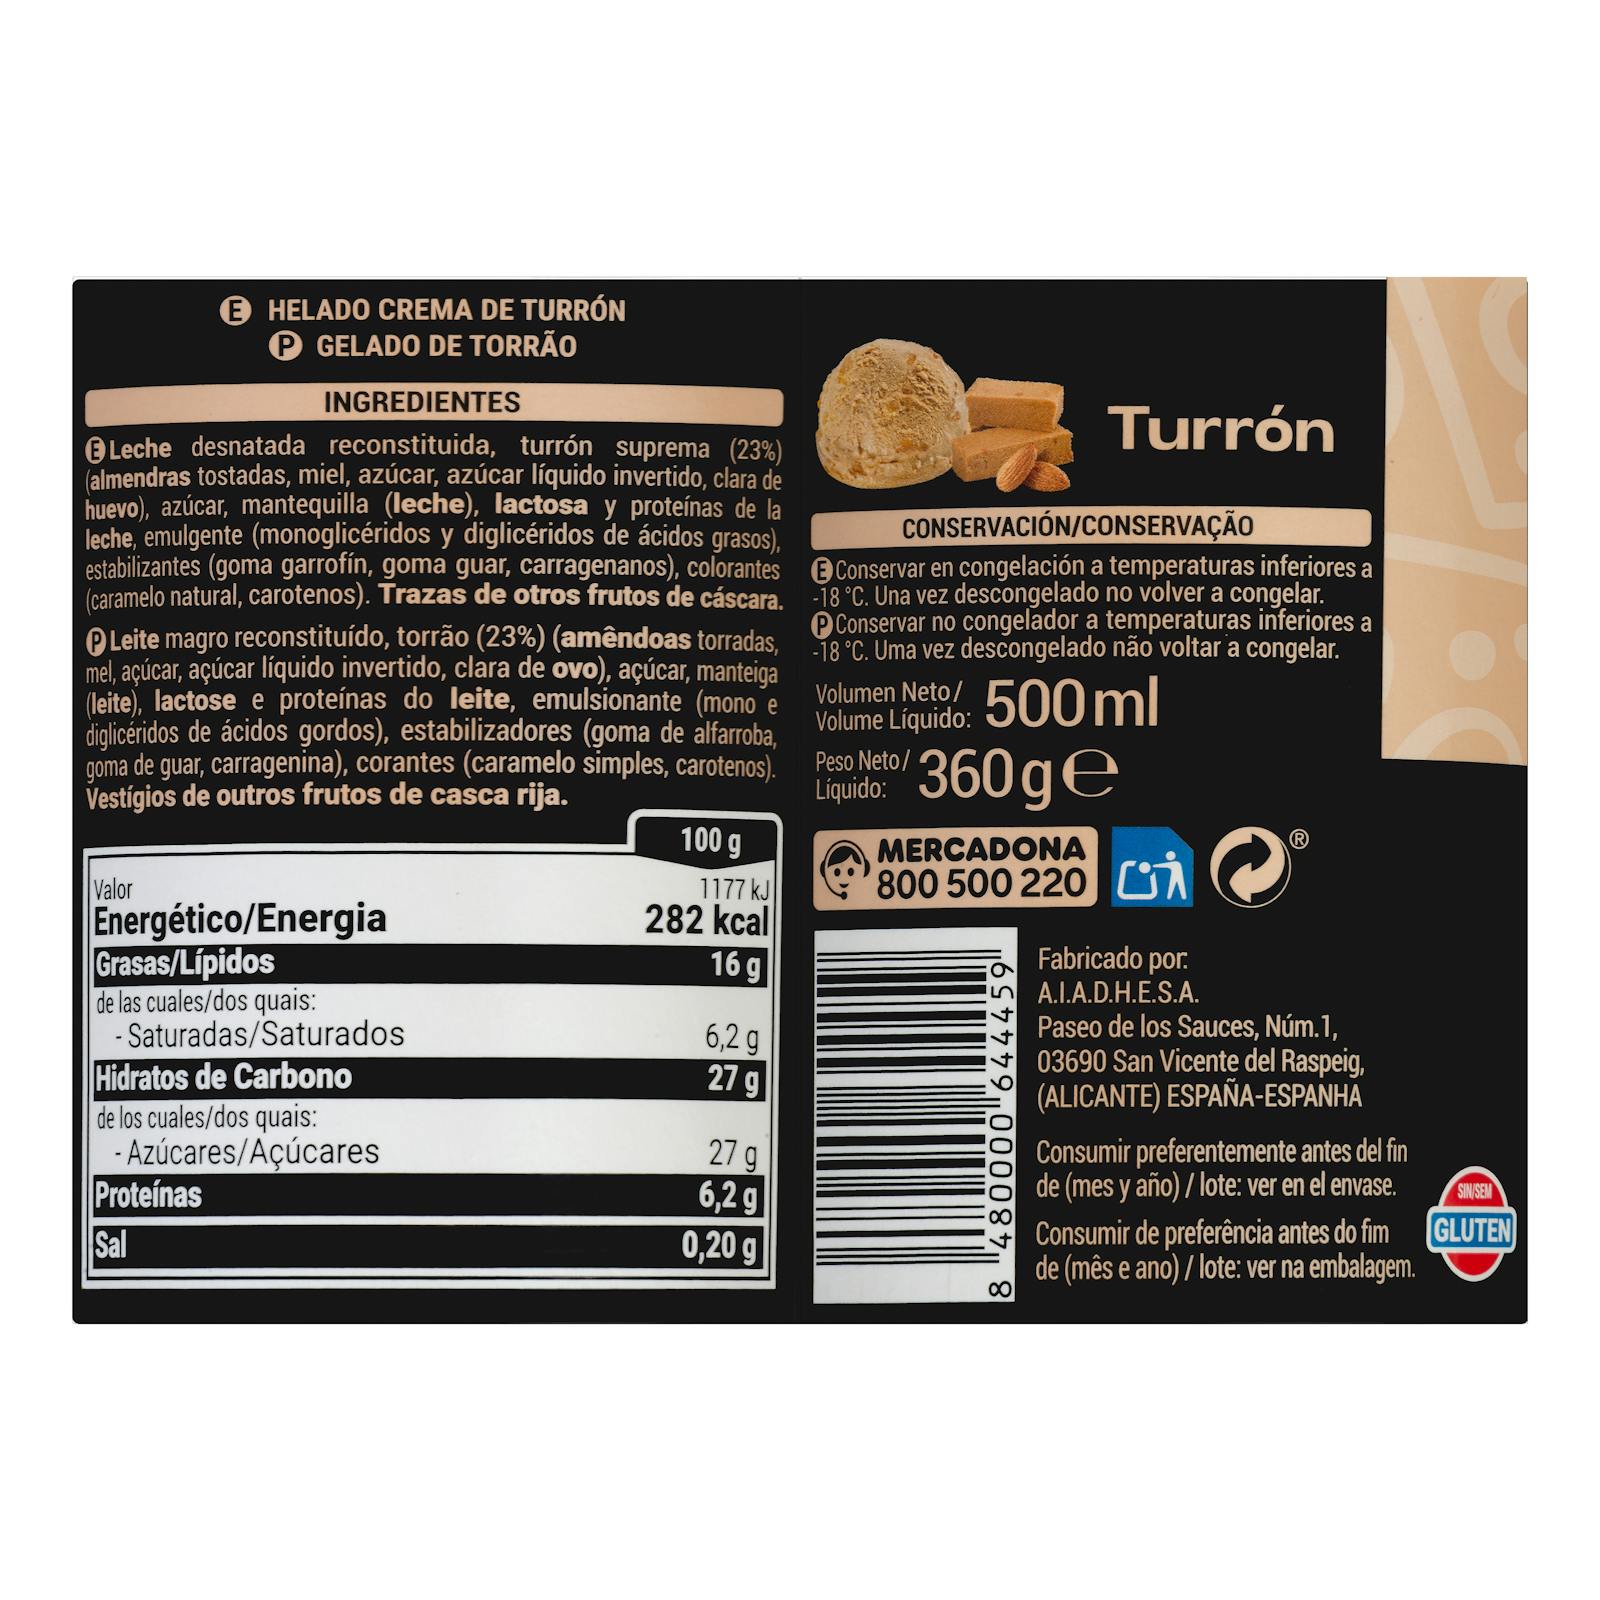 E HELADO CREMA DE TURRÓN
P GELADO DE TORRÃO
INGREDIENTES
E Leche desnatada reconstituida, turrón suprema (23%)
(almendras tostadas, miel, azúcar, azúcar líquido invertido, clara de
huevo), azúcar, mantequilla (leche), lactosa y proteínas de la
leche, emulgente (monoglicéridos y diglicéridos de ácidos grasos),
estabilizantes (goma garrofín, goma guar, carragenanos), colorantes
(caramelo natural, carotenos). Trazas de otros frutos de cáscara.
P Leite magro reconstituído, torrão (23%) (amêndoas torradas,
mel, açúcar, açúcar líquido invertido, clara de ovo), açúcar, manteiga
(leite), lactose e proteínas do leite, emulsionante (mono e
diglicéridos de ácidos gordos), estabilizadores (goma de alfarroba,
goma de guar, carragenina), corantes (caramelo simples, carotenos).
Vestígios de outros frutos de casca rija.
100 g
Valor 1177 kJ
Energético/Energia 282 kcal
Grasas/Lípidos 16 g
de las cuales/dos quais:
- Saturadas/Saturados 6,2 g
Hidratos de Carbono 27 g
de los cuales/dos quais:
- Azúcares/Açúcares 27 g
Proteínas 6,2 g
Sal 0,20 g
Turrón
CONSERVACIÓN/CONSERVAÇÃO
E Conservar en congelación a temperaturas inferiores a
-18 °C. Una vez descongelado no volver a congelar.
P Conservar no congelador a temperaturas inferiores a
-18 °C. Uma vez descongelado não voltar a congelar.
Volumen Neto/
Volume Líquido: 500 ml
Peso Neto/
Líquido: 360 g e
MERCADONA
800 500 220
®
8 480000 644459
Fabricado por:
A.I.A.D.H.E.S.A.
Paseo de los Sauces, Núm.1,
03690 San Vicente del Raspeig,
(ALICANTE) ESPAÑA-ESPANHA
Consumir preferentemente antes del fin
de (mes y año) / lote: ver en el envase.
Consumir de preferência antes do fim
de (mês e ano) / lote: ver na embalagem.
SIN/SEM
GLUTEN